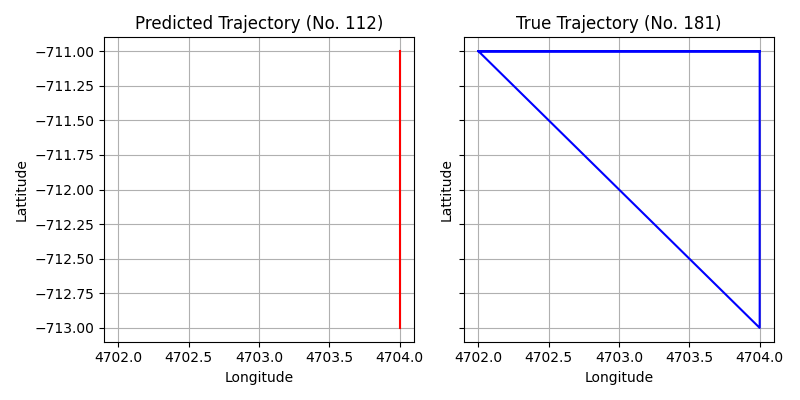 Predicted Trajectory (No. 112)
−711.00
−711.25
−711.50
−711.75
−712.00
−712.25
−712.50
−712.75
−713.00
Lattitude
4702.0 4702.5 4703.0 4703.5 4704.0
Longitude
True Trajectory (No. 181)
Lattitude
4702.0 4702.5 4703.0 4703.5 4704.0
Longitude